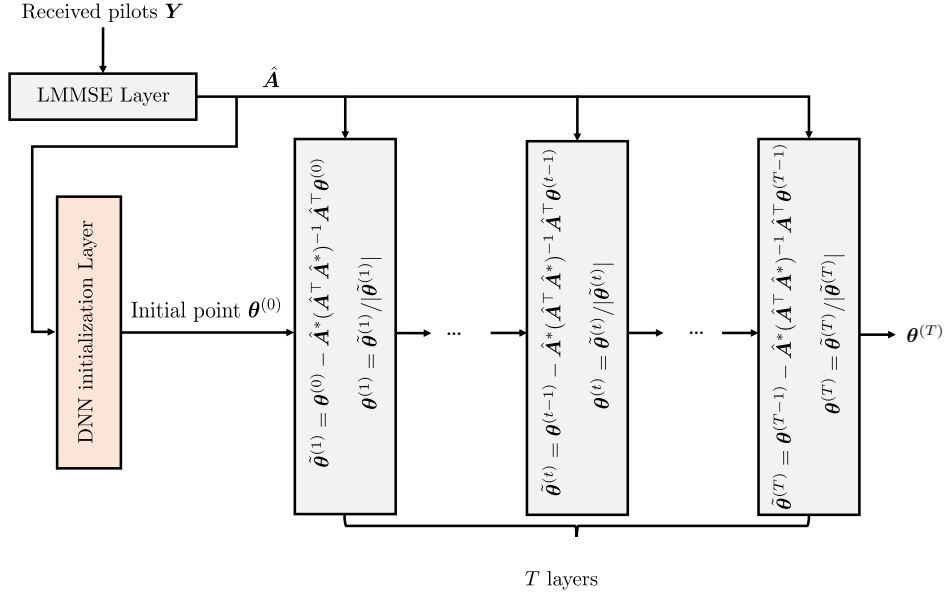 Received pilots Y
LMMSE Layer
Â
DNN initialization Layer
Initial point θ⁽⁰⁾
θ̃⁽¹⁾ = θ⁽⁰⁾ − Â*(Â^⊤ Â*)⁻¹ Â^⊤ θ⁽⁰⁾
θ⁽¹⁾ = θ̃⁽¹⁾/|θ̃⁽¹⁾|
...
θ̃^(t) = θ^(t−1) − Â*(Â^⊤ Â*)⁻¹ Â^⊤ θ^(t−1)
θ^(t) = θ̃^(t)/|θ̃^(t)|
...
θ̃^(T) = θ^(T−1) − Â*(Â^⊤ Â*)⁻¹ Â^⊤ θ^(T−1)
θ^(T) = θ̃^(T)/|θ̃^(T)|
θ^(T)
T layers